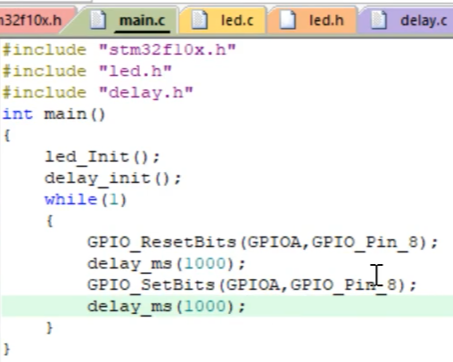 n32f10x.h main.c led.c led.h delay.c
#include "stm32f10x.h"
#include "led.h"
#include "delay.h"
int main()
{
    led_Init();
    delay_init();
    while(1)
    {
        GPIO_ResetBits(GPIOA,GPIO_Pin_8);
        delay_ms(1000);
        GPIO_SetBits(GPIOA,GPIO_Pin_8);
        delay_ms(1000);
    }
}